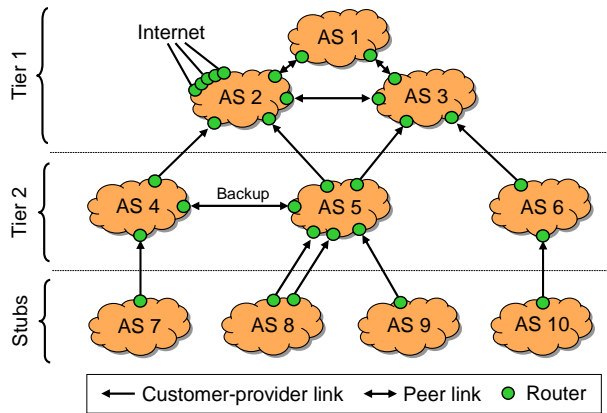 Internet
AS 1
Tier 1
AS 2
AS 3
Backup
Tier 2
AS 4
AS 5
AS 6
Stubs
AS 7
AS 8
AS 9
AS 10
Customer-provider link
Peer link
Router